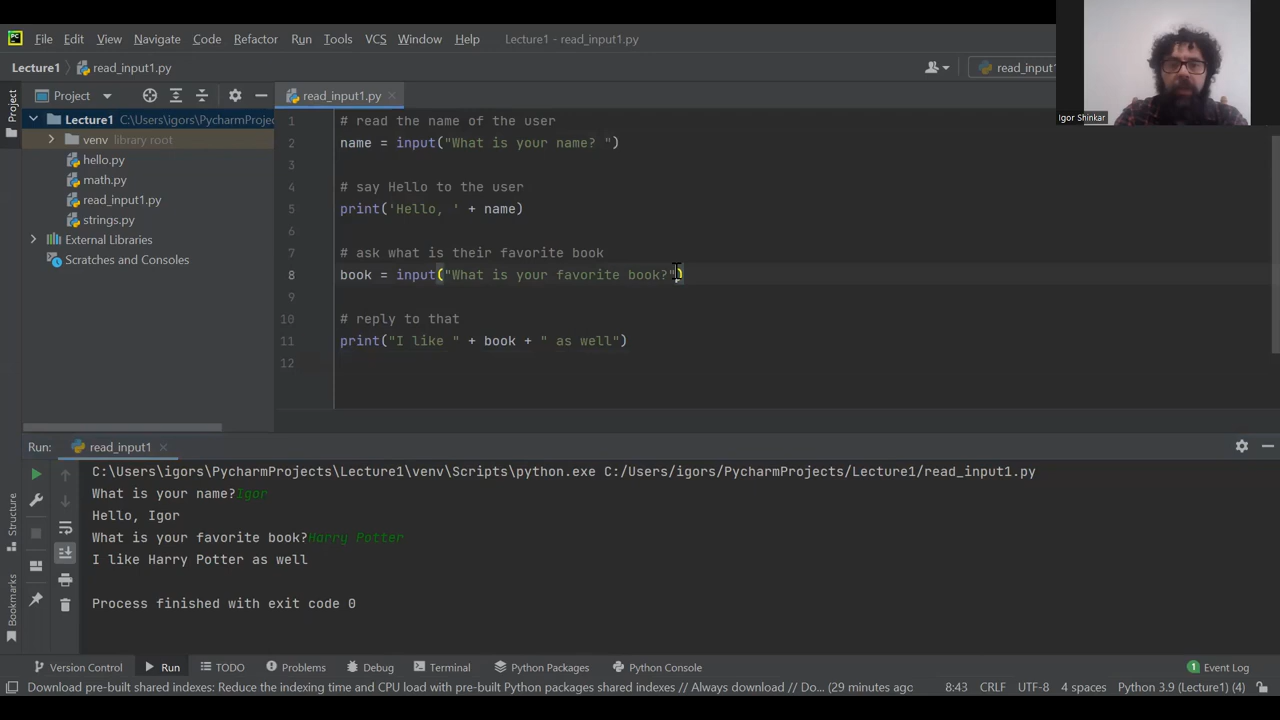 File Edit View Navigate Code Refactor Run Tools VCS Window Help Lecture1 - read_input1.py
Lecture1 read_input1.py read_input1
Igor Shinkar
Project
Project read_input1.py
Lecture1 C:\Users\igors\PycharmProje
venv library root
hello.py
math.py
read_input1.py
strings.py
External Libraries
Scratches and Consoles
1 # read the name of the user
2 name = input("What is your name? ")
3
4 # say Hello to the user
5 print('Hello, ' + name)
6
7 # ask what is their favorite book
8 book = input("What is your favorite book?")
9
10 # reply to that
11 print("I like " + book + " as well")
12
Run: read_input1
C:\Users\igors\PycharmProjects\Lecture1\venv\Scripts\python.exe C:/Users/igors/PycharmProjects/Lecture1/read_input1.py
What is your name?Igor
Hello, Igor
What is your favorite book?Harry Potter
I like Harry Potter as well
Process finished with exit code 0
Structure
Bookmarks
Version Control Run TODO Problems Debug Terminal Python Packages Python Console 1 Event Log
Download pre-built shared indexes: Reduce the indexing time and CPU load with pre-built Python packages shared indexes // Always download // Do... (29 minutes ago 8:43 CRLF UTF-8 4 spaces Python 3.9 (Lecture1) (4)